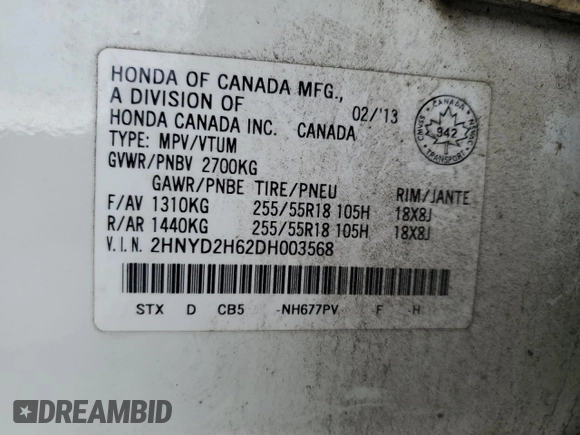 HONDA OF CANADA MFG.,
A DIVISION OF 02/'13
HONDA CANADA INC. CANADA
TYPE: MPV/VTUM
GVWR/PNBV 2700KG
GAWR/PNBE TIRE/PNEU RIM/JANTE
F/AV 1310KG 255/55R18 105H 18X8J
R/AR 1440KG 255/55R18 105H 18X8J
V.I.N. 2HNYD2H62DH003568
STX D CB5 -NH677PV F -H
CANADA
942
TRANSPORT
DREAMBID